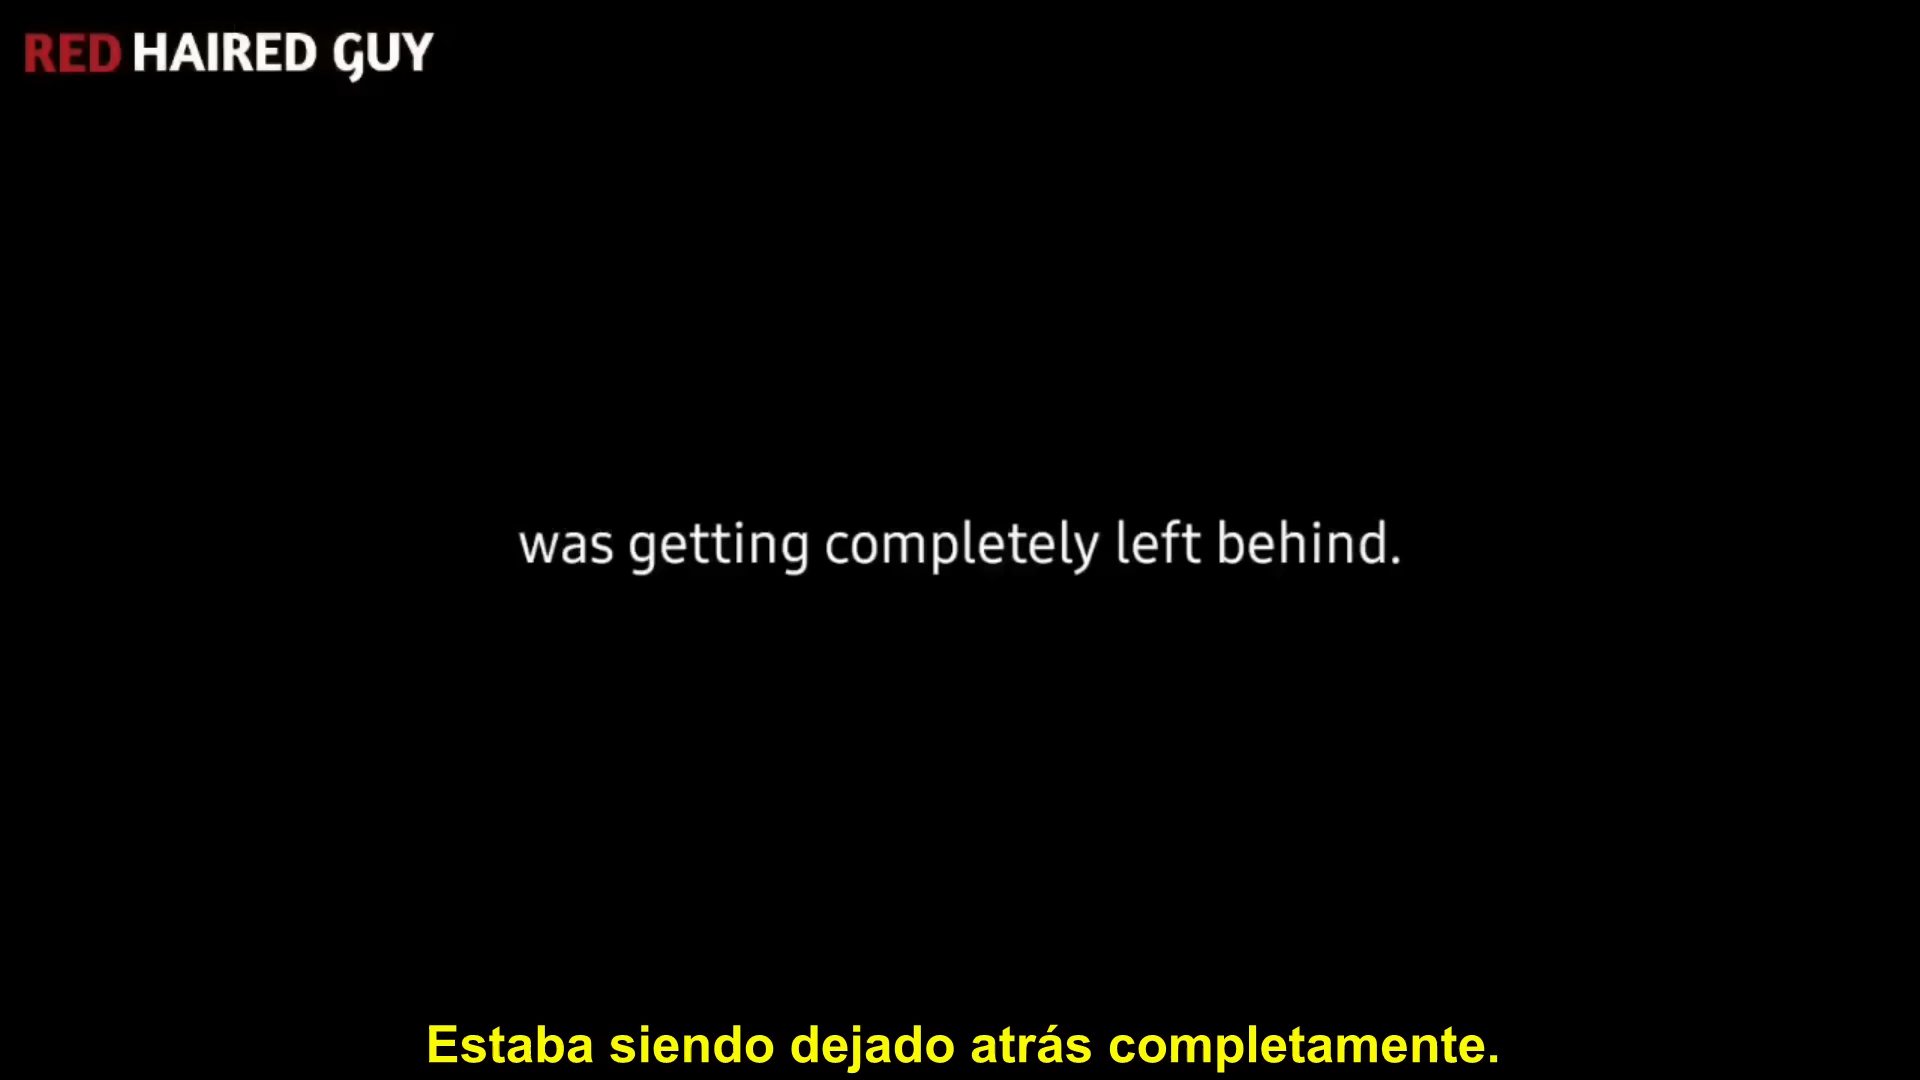 RED HAIRED GUY
was getting completely left behind.
Estaba siendo dejado atrás completamente.